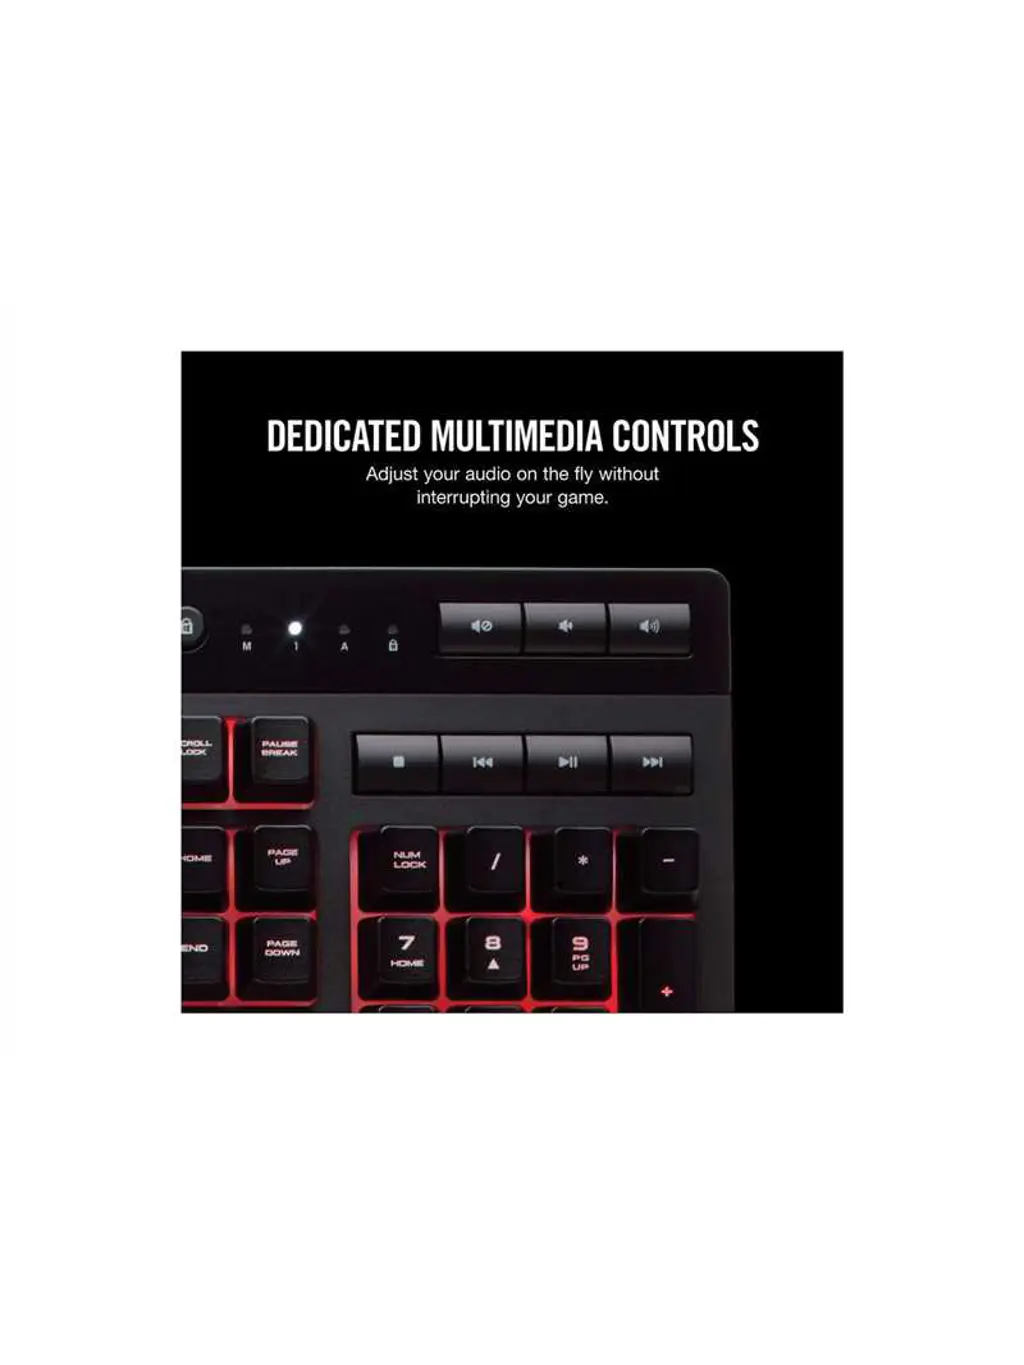 DEDICATED MULTIMEDIA CONTROLS
Adjust your audio on the fly without
interrupting your game.
M 1 A
SCROLL
LOCK
PAUSE
BREAK
HOME
PAGE
UP
NUM
LOCK
/
*
-
END
PAGE
DOWN
7
HOME
8
9
PG
UP
+